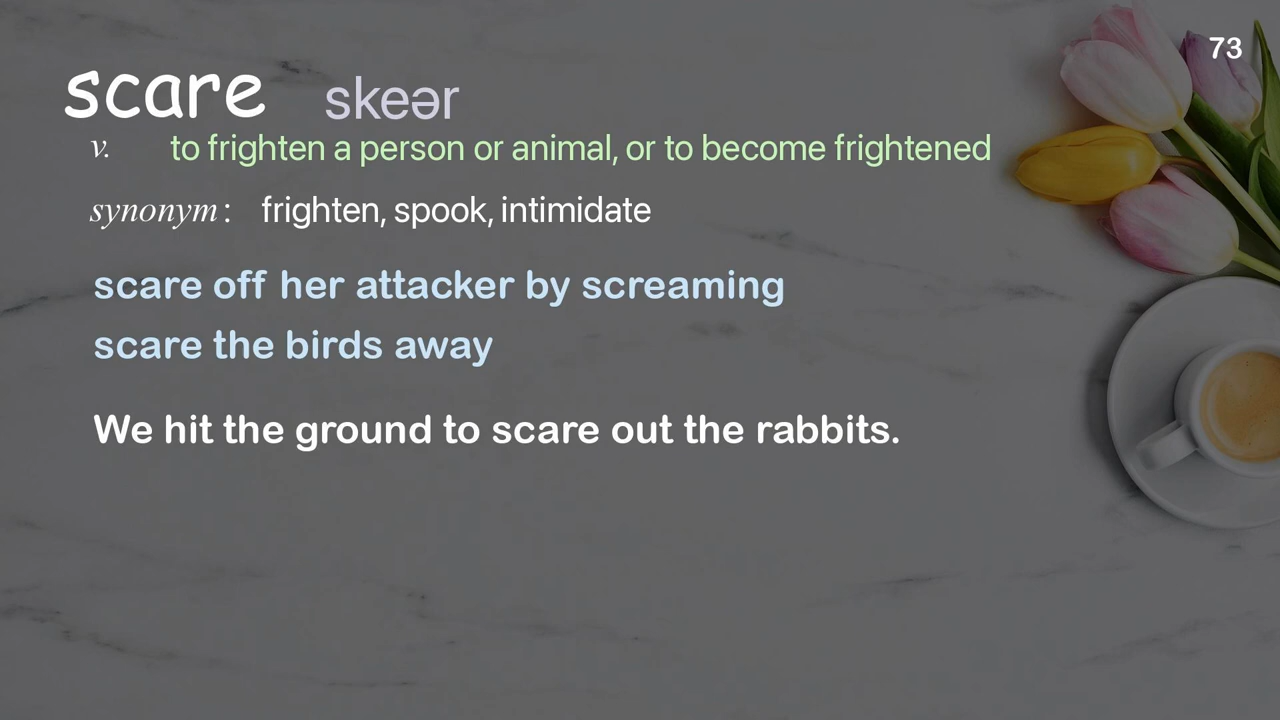 73
scare skeər
v. to frighten a person or animal, or to become frightened
synonym: frighten, spook, intimidate
scare off her attacker by screaming
scare the birds away
We hit the ground to scare out the rabbits.